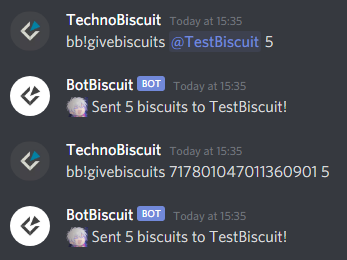 TechnoBiscuit Today at 15:35
bb!givebiscuits @TestBiscuit 5
BotBiscuit BOT Today at 15:35
Sent 5 biscuits to TestBiscuit!
TechnoBiscuit Today at 15:35
bb!givebiscuits 717801047011360901 5
BotBiscuit BOT Today at 15:35
Sent 5 biscuits to TestBiscuit!